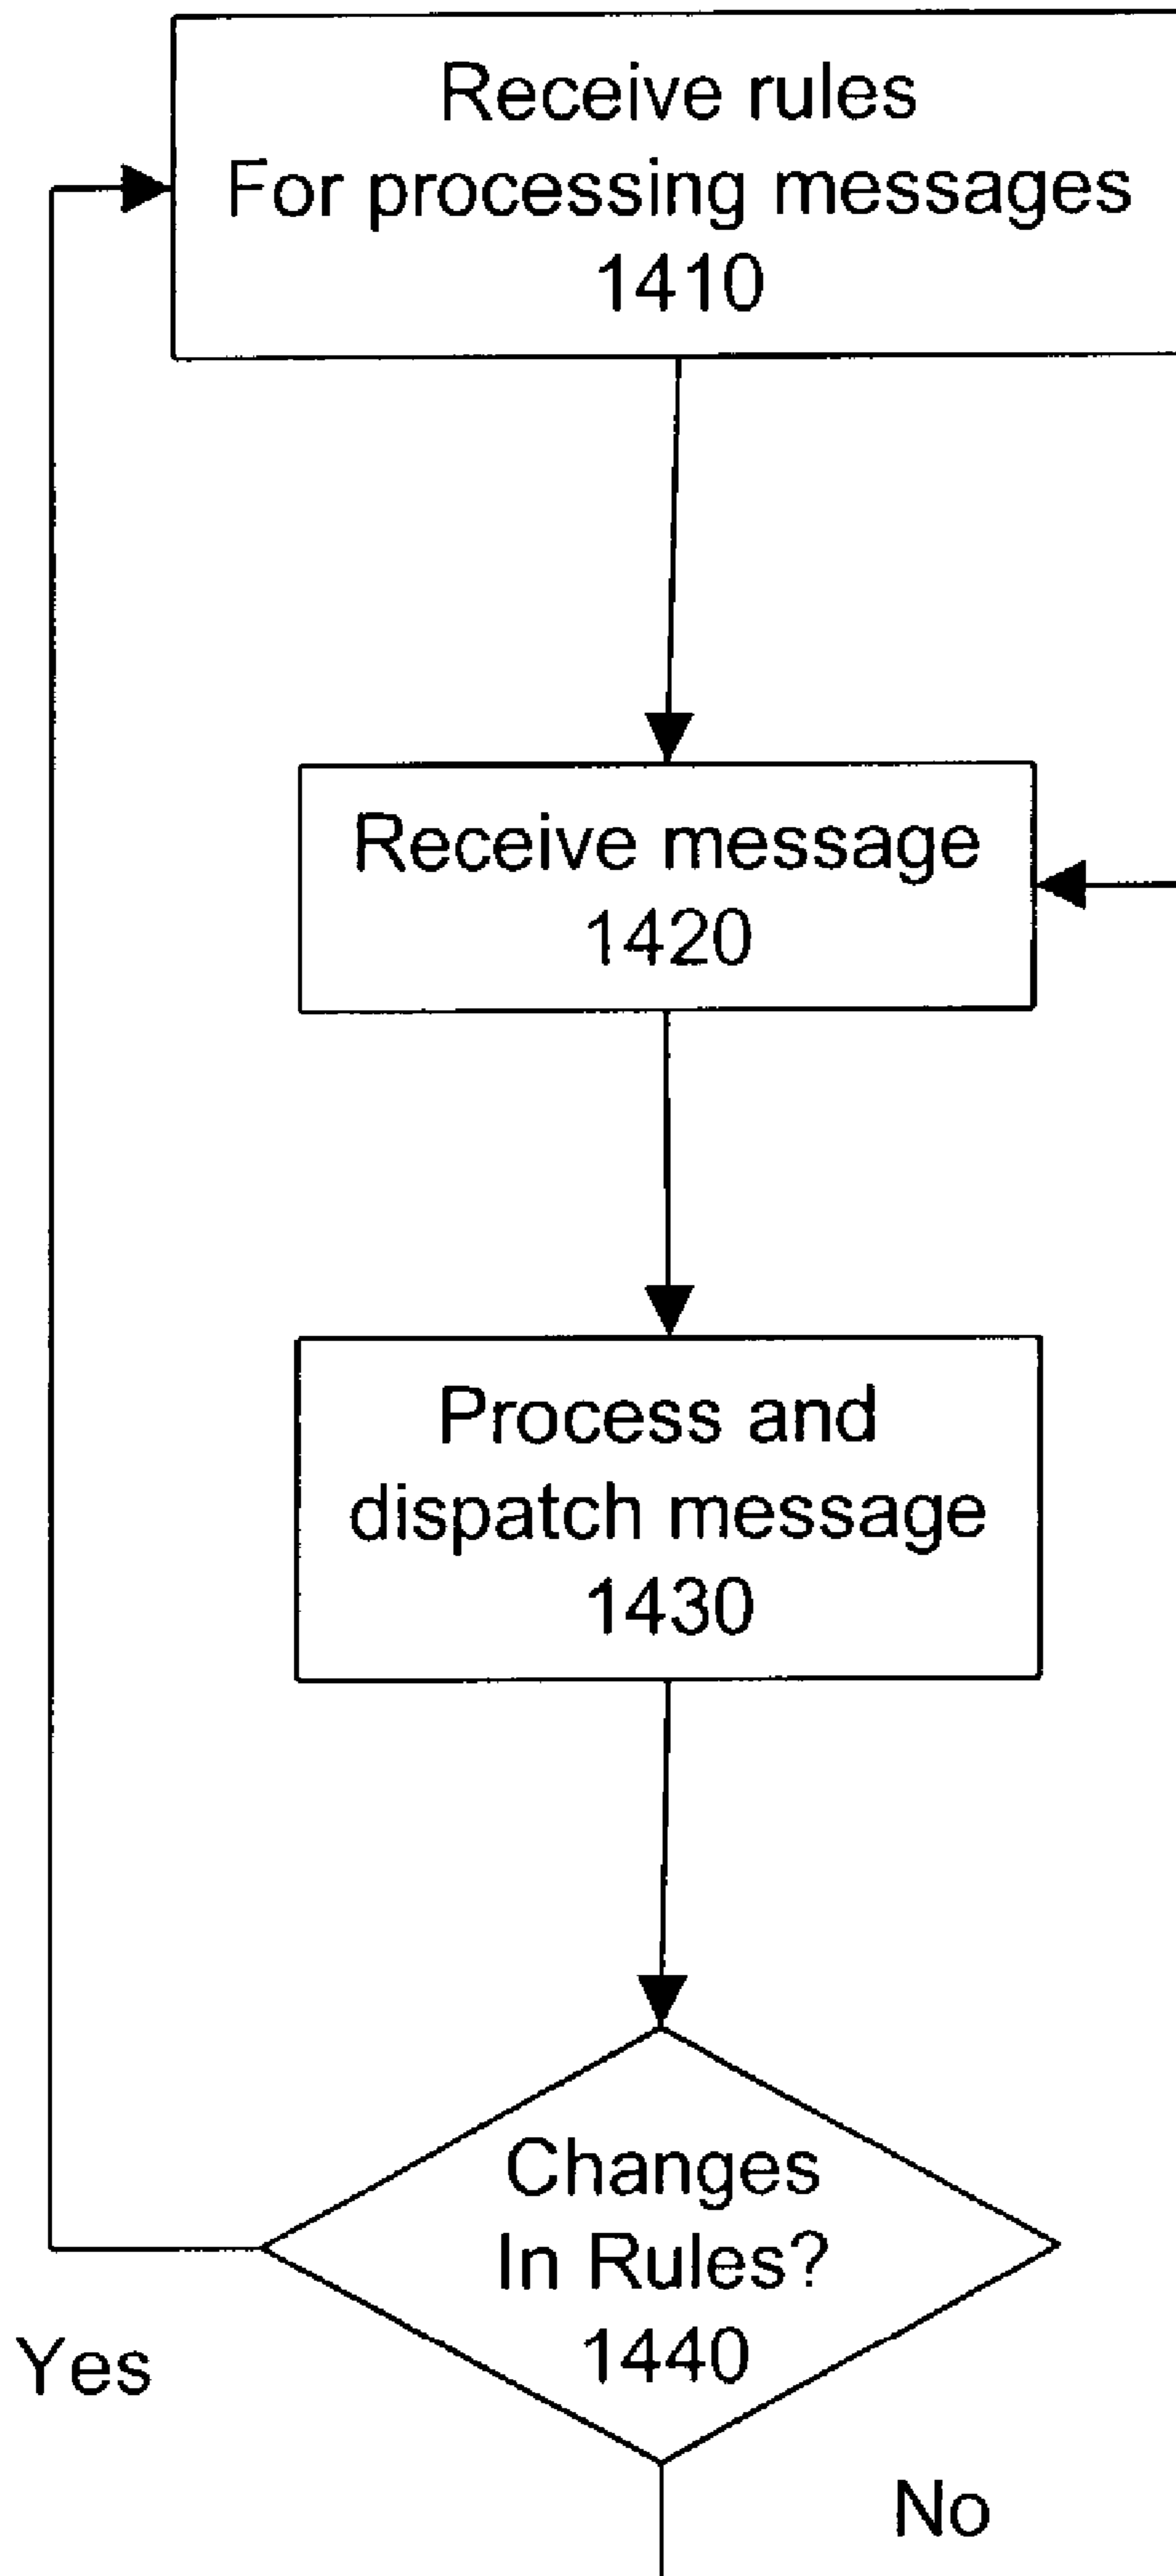 Receive rules
For processing messages
1410
Receive message
1420
Process and
dispatch message
1430
Changes
In Rules?
1440
Yes
No